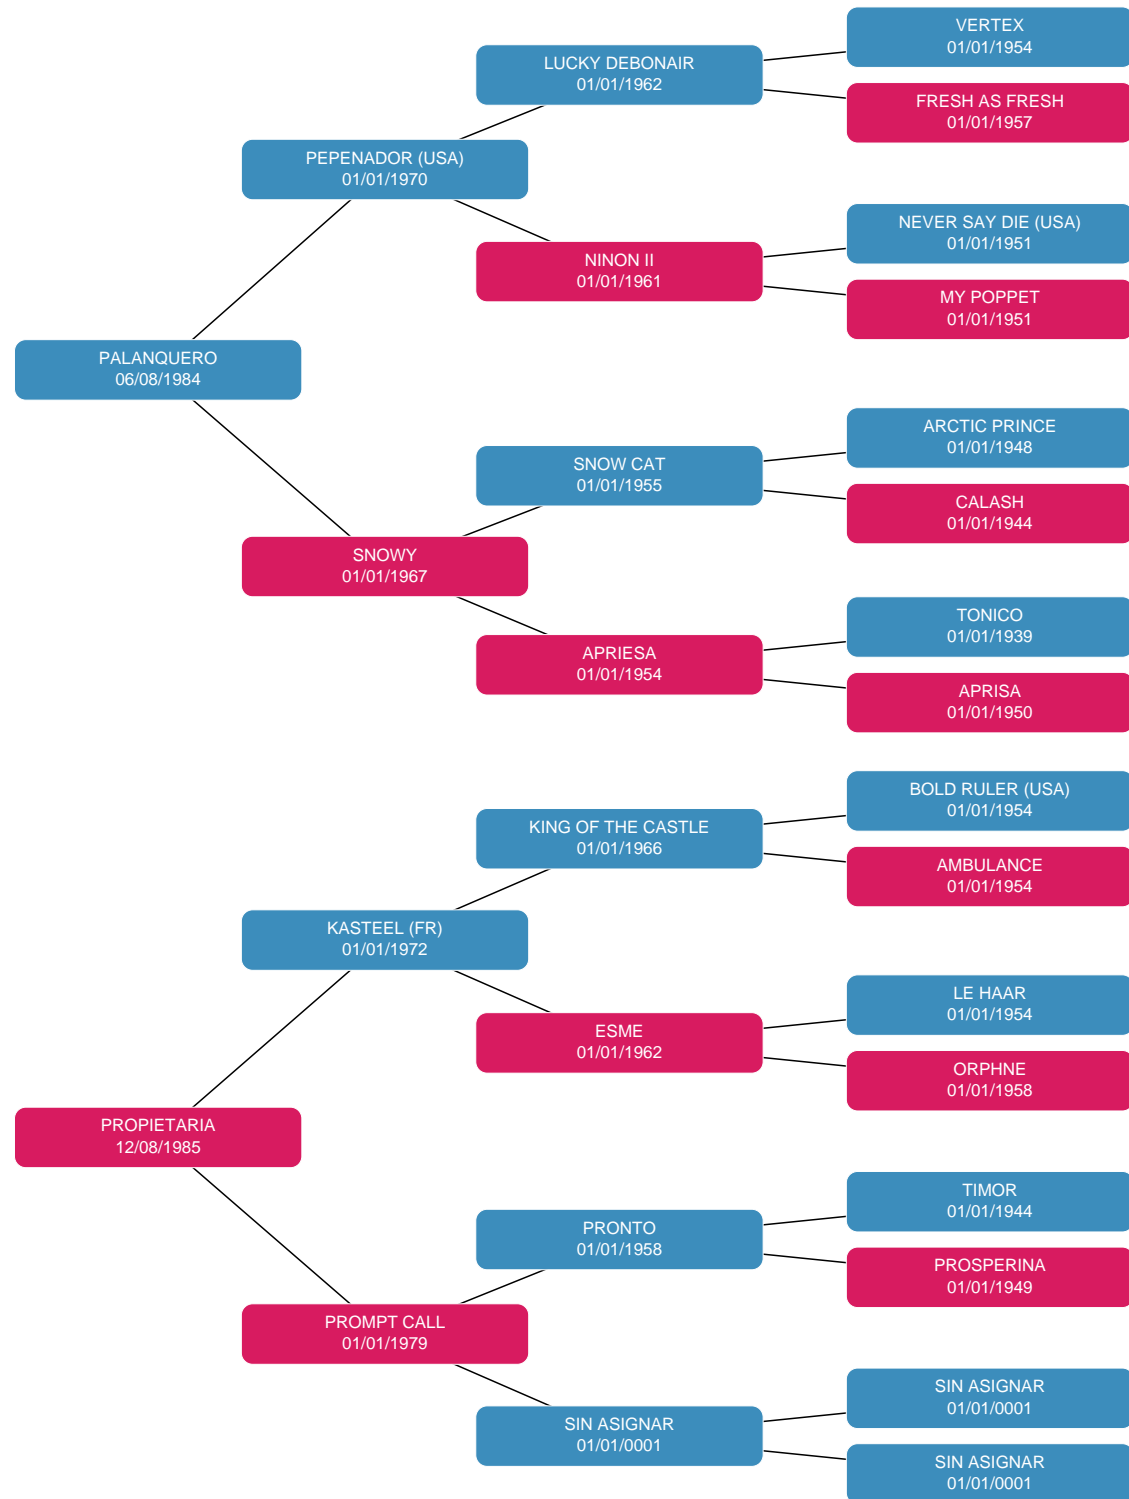 VERTEX
01/01/1954
LUCKY DEBONAIR
01/01/1962
FRESH AS FRESH
01/01/1957
PEPENADOR (USA)
01/01/1970
NEVER SAY DIE (USA)
01/01/1951
NINON II
01/01/1961
MY POPPET
01/01/1951
PALANQUERO
06/08/1984
ARCTIC PRINCE
01/01/1948
SNOW CAT
01/01/1955
CALASH
01/01/1944
SNOWY
01/01/1967
TONICO
01/01/1939
APRIESA
01/01/1954
APRISA
01/01/1950
BOLD RULER (USA)
01/01/1954
KING OF THE CASTLE
01/01/1966
AMBULANCE
01/01/1954
KASTEEL (FR)
01/01/1972
LE HAAR
01/01/1954
ESME
01/01/1962
ORPHNE
01/01/1958
PROPIETARIA
12/08/1985
TIMOR
01/01/1944
PRONTO
01/01/1958
PROSPERINA
01/01/1949
PROMPT CALL
01/01/1979
SIN ASIGNAR
01/01/0001
SIN ASIGNAR
01/01/0001
SIN ASIGNAR
01/01/0001